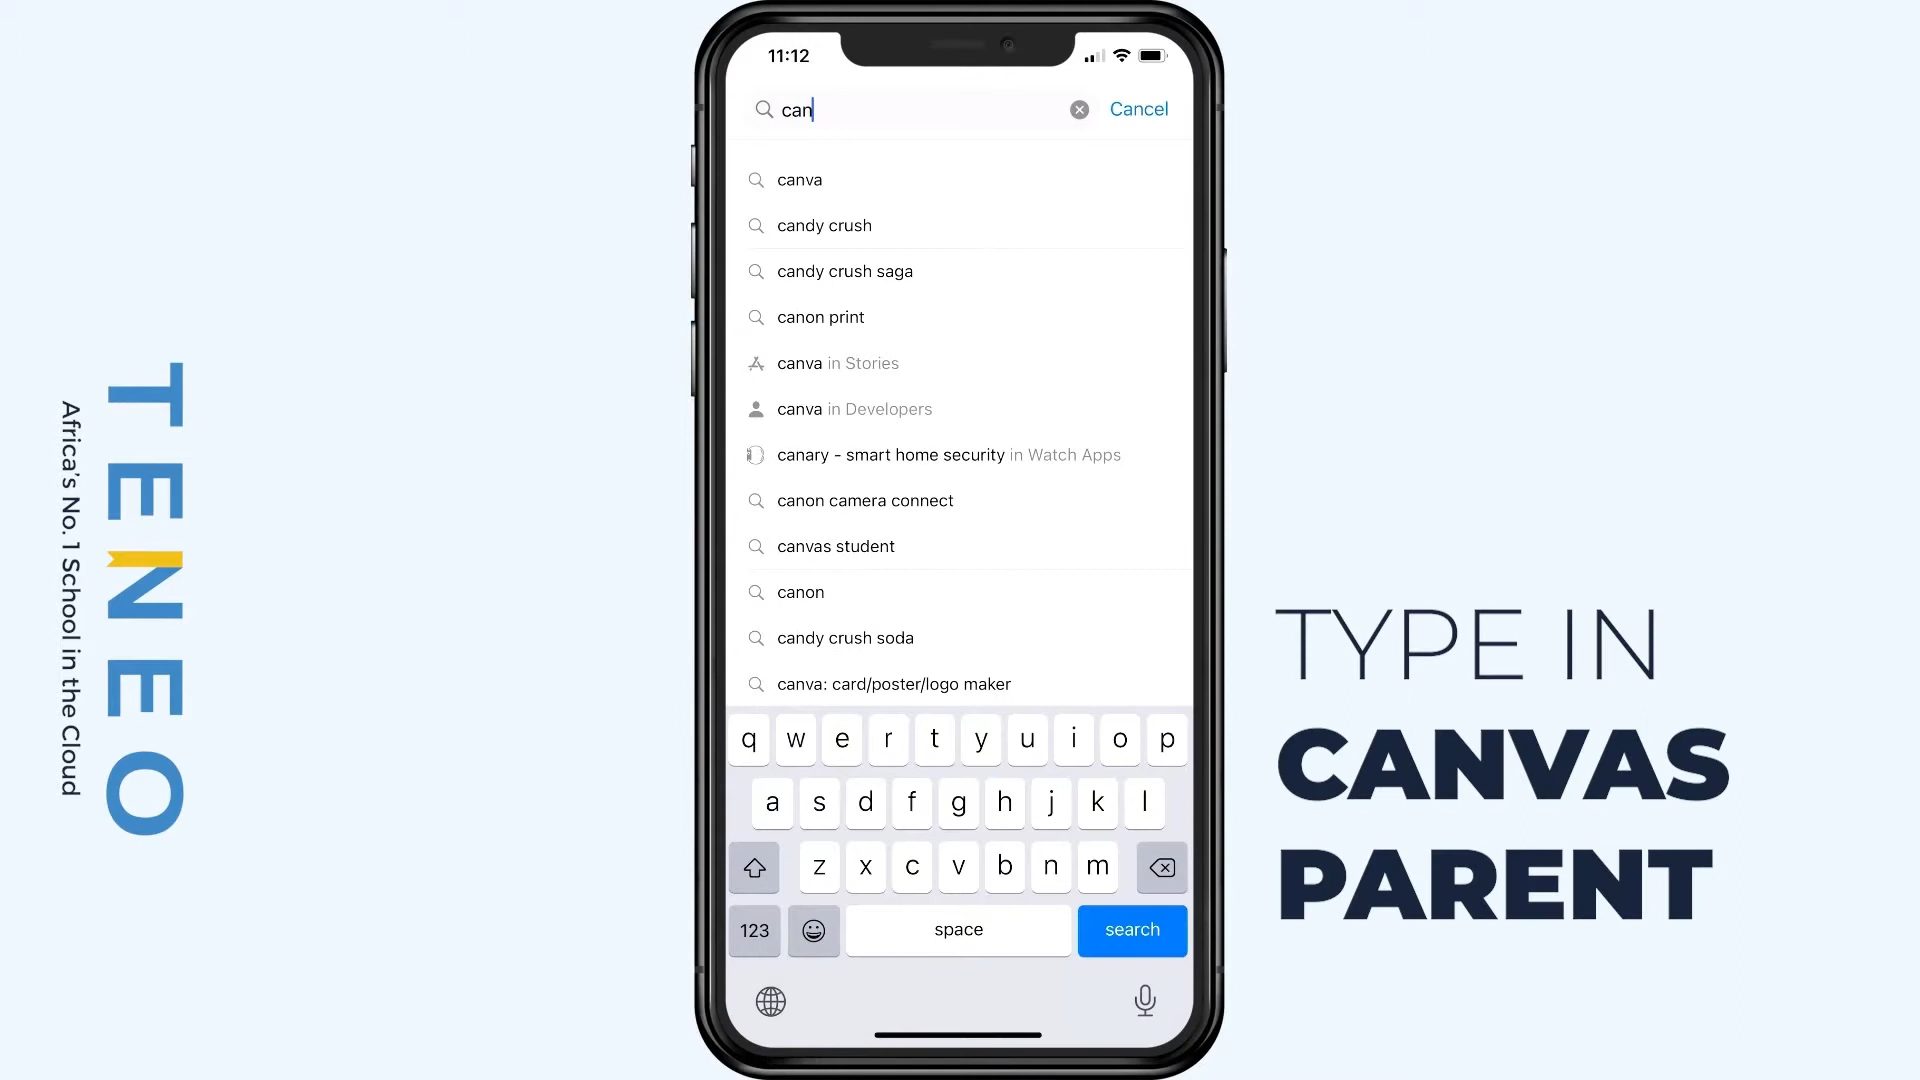 TENEO
Africa's No. 1 School in the Cloud
11:12
can
Cancel
canva
candy crush
candy crush saga
canon print
canva in Stories
canva in Developers
canary - smart home security in Watch Apps
canon camera connect
canvas student
canon
candy crush soda
canva: card/poster/logo maker
q w e r t y u i o p
a s d f g h j k l
z x c v b n m
123 space search
TYPE IN
CANVAS
PARENT